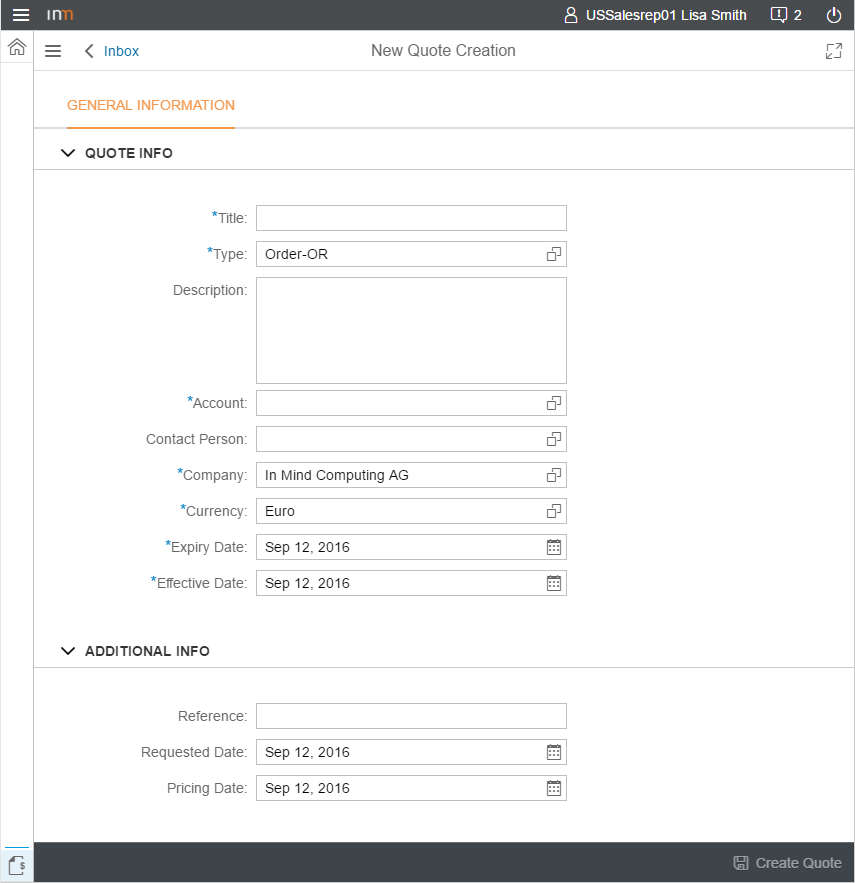 inm USSalesrep01 Lisa Smith 2
Inbox New Quote Creation
GENERAL INFORMATION
QUOTE INFO
*Title:
*Type: Order-OR
Description:
*Account:
Contact Person:
*Company: In Mind Computing AG
*Currency: Euro
*Expiry Date: Sep 12, 2016
*Effective Date: Sep 12, 2016
ADDITIONAL INFO
Reference:
Requested Date: Sep 12, 2016
Pricing Date: Sep 12, 2016
$ Create Quote